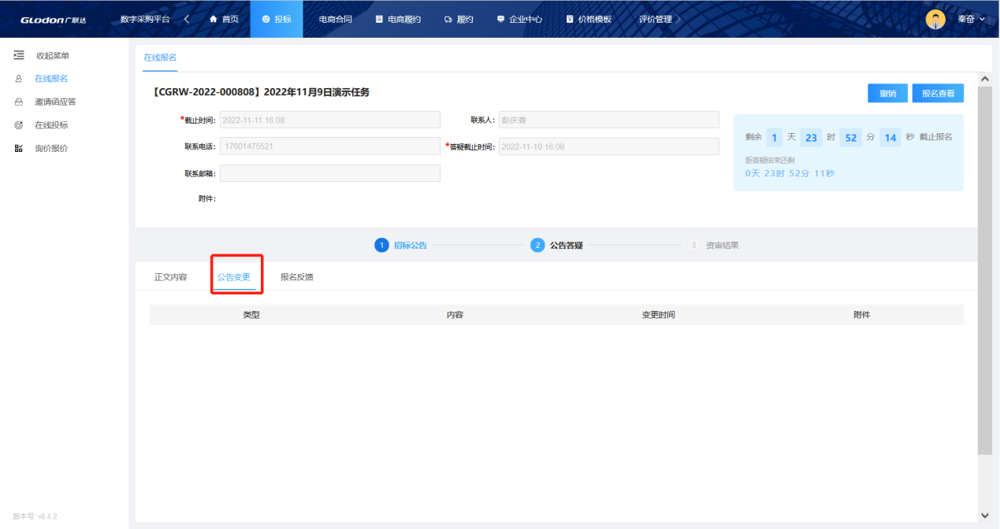 GLODON广联达 数字采购平台 首页 投标 电商合同 电商履约 履约 企业中心 价格模板 评价管理 秦奋
收起菜单
在线报名
邀请函应答
在线投标
询价报价
在线报名
【CGRW-2022-000808】2022年11月9日演示任务
撤销 报名查看
*截止时间: 2022-11-11 16:08 联系人: 彭庆香
联系电话: 17601475521 *答疑截止时间: 2022-11-10 16:08
联系邮箱:
附件:
剩余 1 天 23 时 52 分 14 秒 截止报名
距答疑结束还剩
0天 23时 52分 11秒
1 招标公告 2 公告答疑 3 资审结果
正文内容 公告变更 报名反馈
类型 内容 变更时间 附件
版本号: v8.4.2